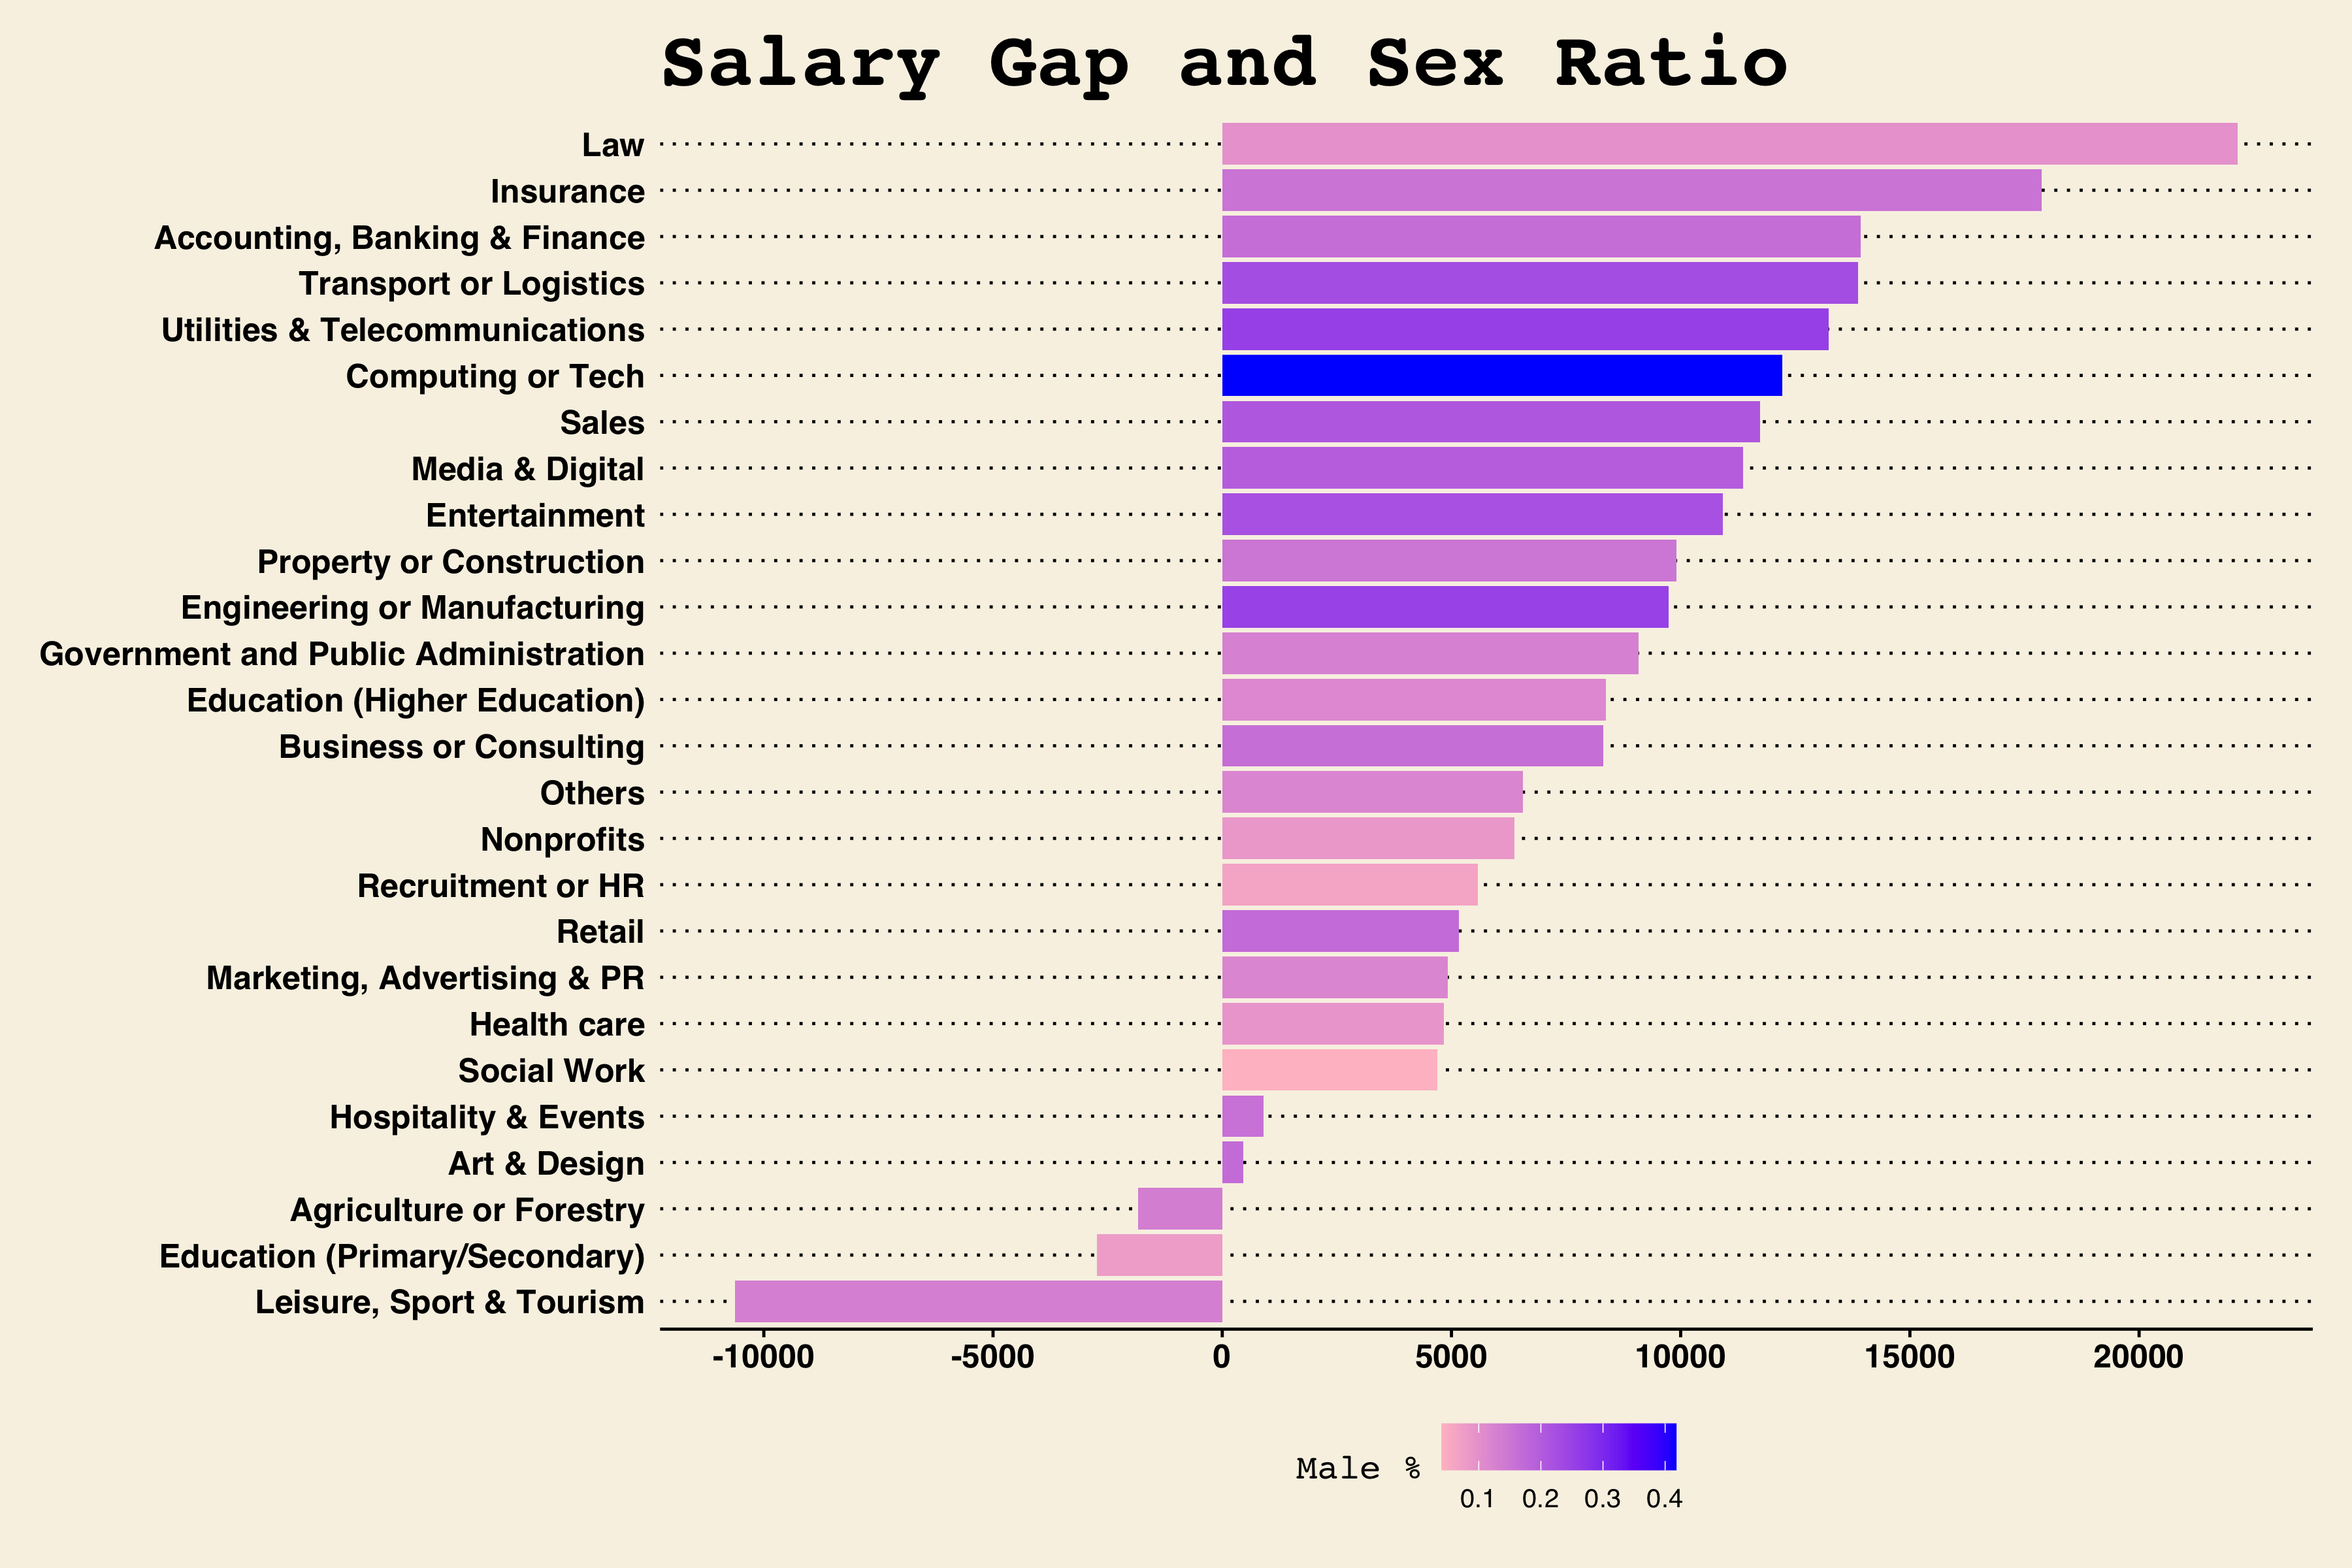 Salary Gap and Sex Ratio
Law
Insurance
Accounting, Banking & Finance
Transport or Logistics
Utilities & Telecommunications
Computing or Tech
Sales
Media & Digital
Entertainment
Property or Construction
Engineering or Manufacturing
Government and Public Administration
Education (Higher Education)
Business or Consulting
Others
Nonprofits
Recruitment or HR
Retail
Marketing, Advertising & PR
Health care
Social Work
Hospitality & Events
Art & Design
Agriculture or Forestry
Education (Primary/Secondary)
Leisure, Sport & Tourism
-10000 -5000 0 5000 10000 15000 20000
Male %
0.1 0.2 0.3 0.4